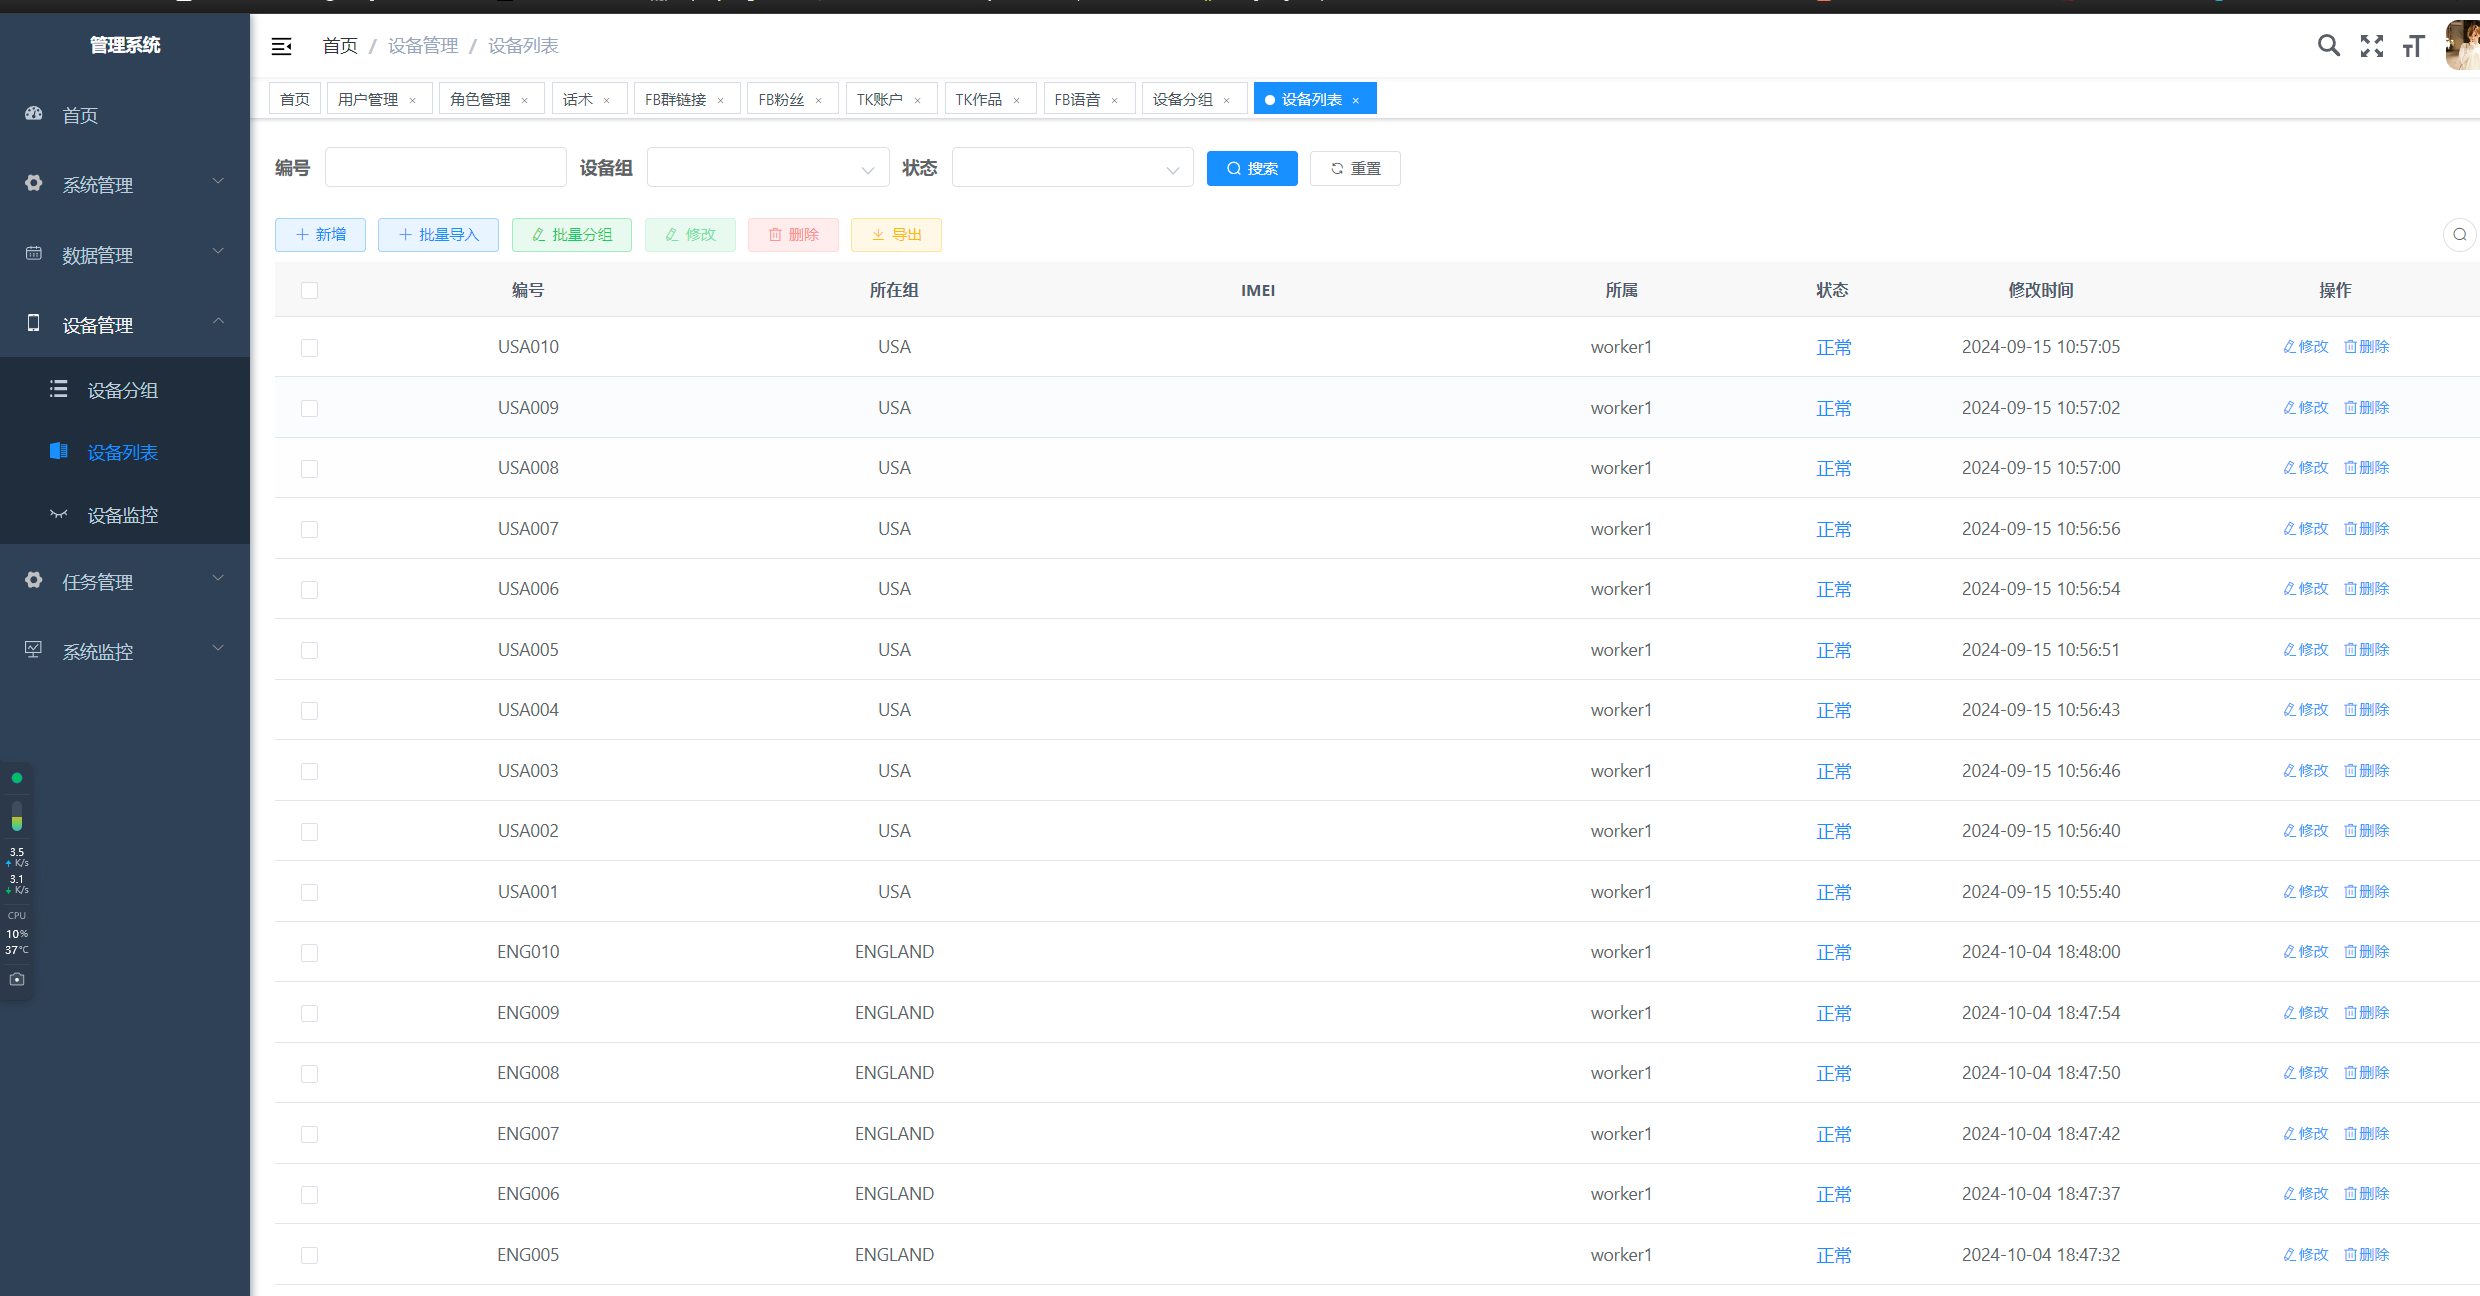 管理系统
首页
系统管理
数据管理
设备管理
设备分组
设备列表
设备监控
任务管理
系统监控
3.5
K/s
3.1
K/s
CPU
10%
37°C
首页 / 设备管理 / 设备列表
首页 用户管理 × 角色管理 × 话术 × FB群链接 × FB粉丝 × TK账户 × TK作品 × FB语音 × 设备分组 × 设备列表 ×
编号 设备组 状态 搜索 重置
新增 批量导入 批量分组 修改 删除 导出
编号 所在组 IMEI 所属 状态 修改时间 操作
USA010 USA worker1 正常 2024-09-15 10:57:05 修改 删除
USA009 USA worker1 正常 2024-09-15 10:57:02 修改 删除
USA008 USA worker1 正常 2024-09-15 10:57:00 修改 删除
USA007 USA worker1 正常 2024-09-15 10:56:56 修改 删除
USA006 USA worker1 正常 2024-09-15 10:56:54 修改 删除
USA005 USA worker1 正常 2024-09-15 10:56:51 修改 删除
USA004 USA worker1 正常 2024-09-15 10:56:43 修改 删除
USA003 USA worker1 正常 2024-09-15 10:56:46 修改 删除
USA002 USA worker1 正常 2024-09-15 10:56:40 修改 删除
USA001 USA worker1 正常 2024-09-15 10:55:40 修改 删除
ENG010 ENGLAND worker1 正常 2024-10-04 18:48:00 修改 删除
ENG009 ENGLAND worker1 正常 2024-10-04 18:47:54 修改 删除
ENG008 ENGLAND worker1 正常 2024-10-04 18:47:50 修改 删除
ENG007 ENGLAND worker1 正常 2024-10-04 18:47:42 修改 删除
ENG006 ENGLAND worker1 正常 2024-10-04 18:47:37 修改 删除
ENG005 ENGLAND worker1 正常 2024-10-04 18:47:32 修改 删除